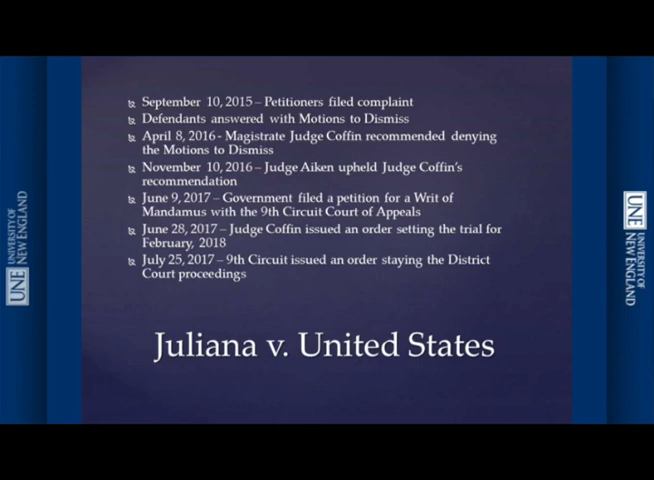 September 10, 2015 – Petitioners filed complaint
Defendants answered with Motions to Dismiss
April 8, 2016 - Magistrate Judge Coffin recommended denying
the Motions to Dismiss
November 10, 2016 – Judge Aiken upheld Judge Coffin's
recommendation
June 9, 2017 – Government filed a petition for a Writ of
Mandamus with the 9th Circuit Court of Appeals
June 28, 2017 – Judge Coffin issued an order setting the trial for
February, 2018
July 25, 2017 – 9th Circuit issued an order staying the District
Court proceedings
Juliana v. United States
UNE
UNIVERSITY OF
NEW ENGLAND
UNE
UNIVERSITY OF
NEW ENGLAND